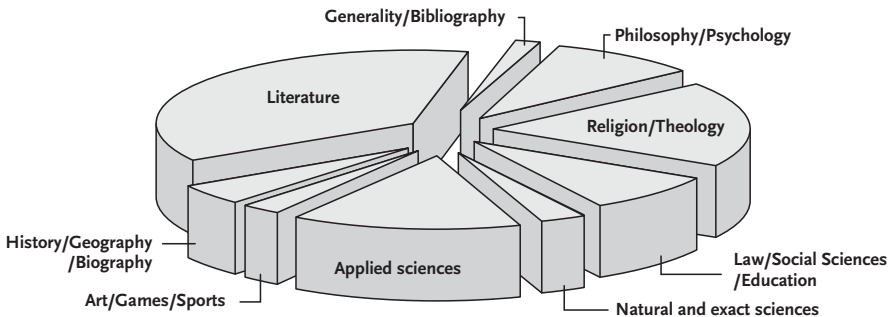 Generality/Bibliography
Philosophy/Psychology
Literature
Religion/Theology
History/Geography
/Biography
Applied sciences
Law/Social Sciences
/Education
Art/Games/Sports
Natural and exact sciences